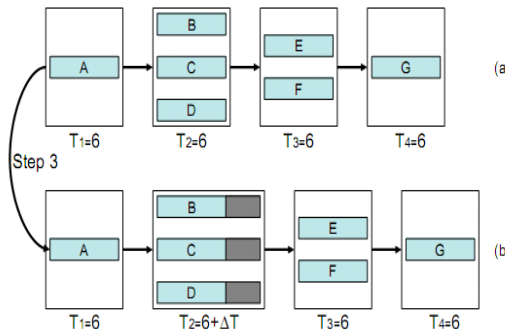 B
A C E G (a
D F
T1=6 T2=6 T3=6 T4=6
Step 3
B
A C E G (b
D F
T1=6 T2=6+ΔT T3=6 T4=6